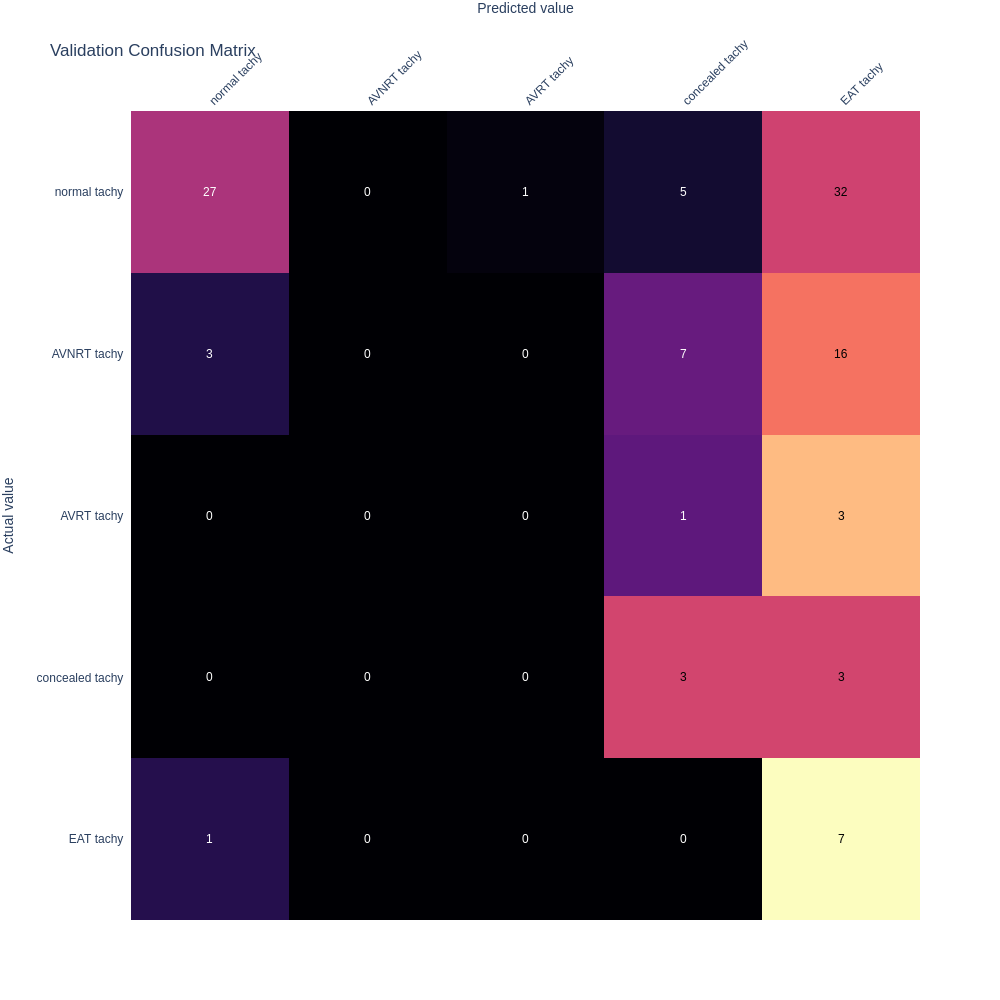 Predicted value
Validation Confusion Matrix
normal tachy
AVNRT tachy
AVRT tachy
concealed tachy
EAT tachy
normal tachy 27 0 1 5 32
AVNRT tachy 3 0 0 7 16
Actual value
AVRT tachy 0 0 0 1 3
concealed tachy 0 0 0 3 3
EAT tachy 1 0 0 0 7